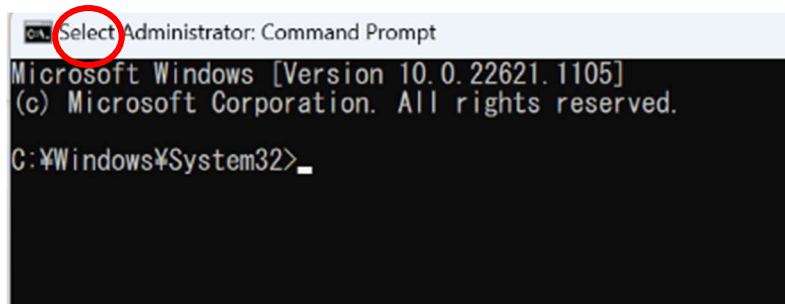 Select Administrator: Command Prompt
Microsoft Windows [Version 10.0.22621.1105]
(c) Microsoft Corporation. All rights reserved.
C:¥Windows¥System32>